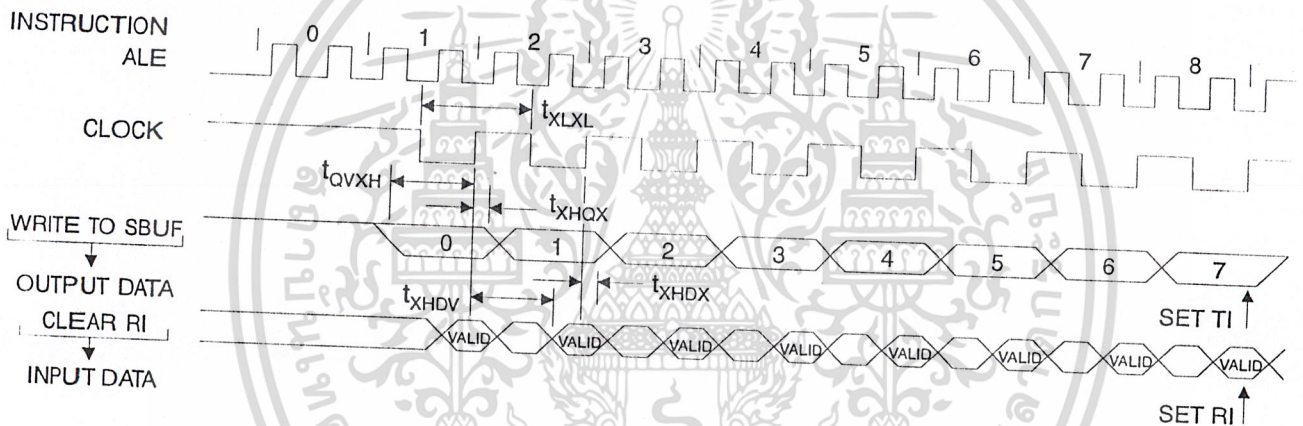 INSTRUCTION
0 1 2 3 4 5 6 7 8
ALE
tXLXL
CLOCK
tQVXH
tXHQX
WRITE TO SBUF
0 1 2 3 4 5 6 7
OUTPUT DATA
tXHDV
tXHDX
SET TI
CLEAR RI
VALID VALID VALID VALID VALID VALID VALID VALID
INPUT DATA
SET RI